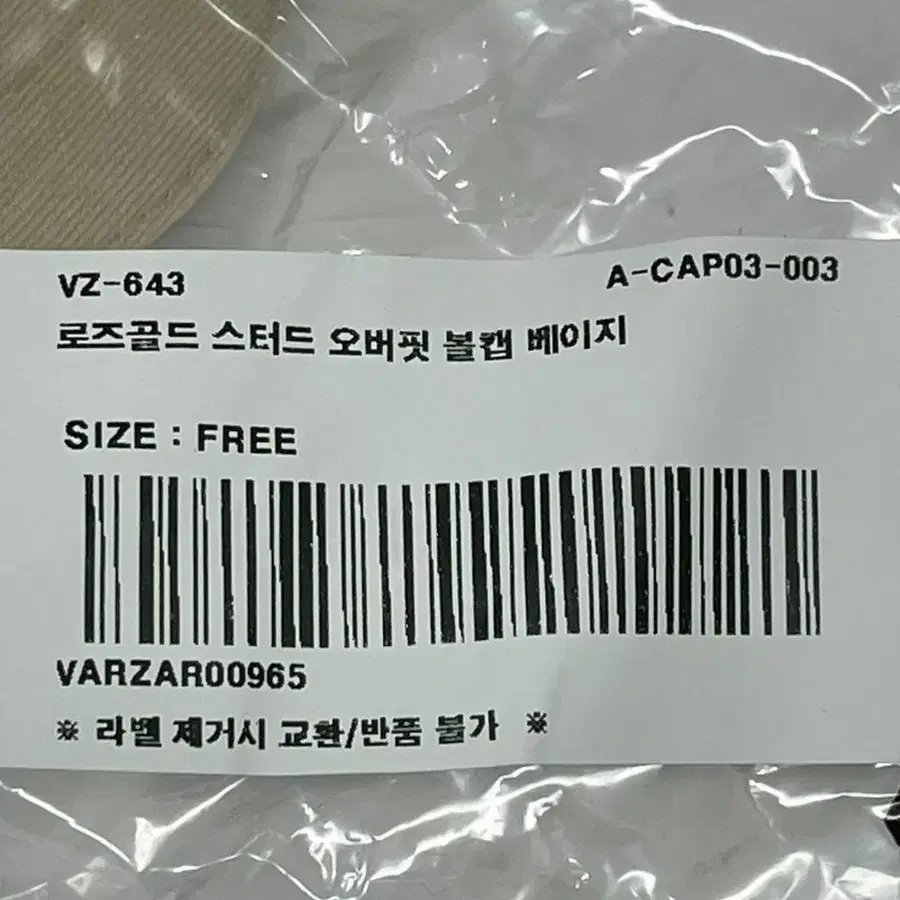 VZ-643 A-CAP03-003
로즈골드 스터드 오버핏 볼캡 베이지
SIZE : FREE
VARZAR00965
※ 라벨 제거시 교환/반품 불가 ※